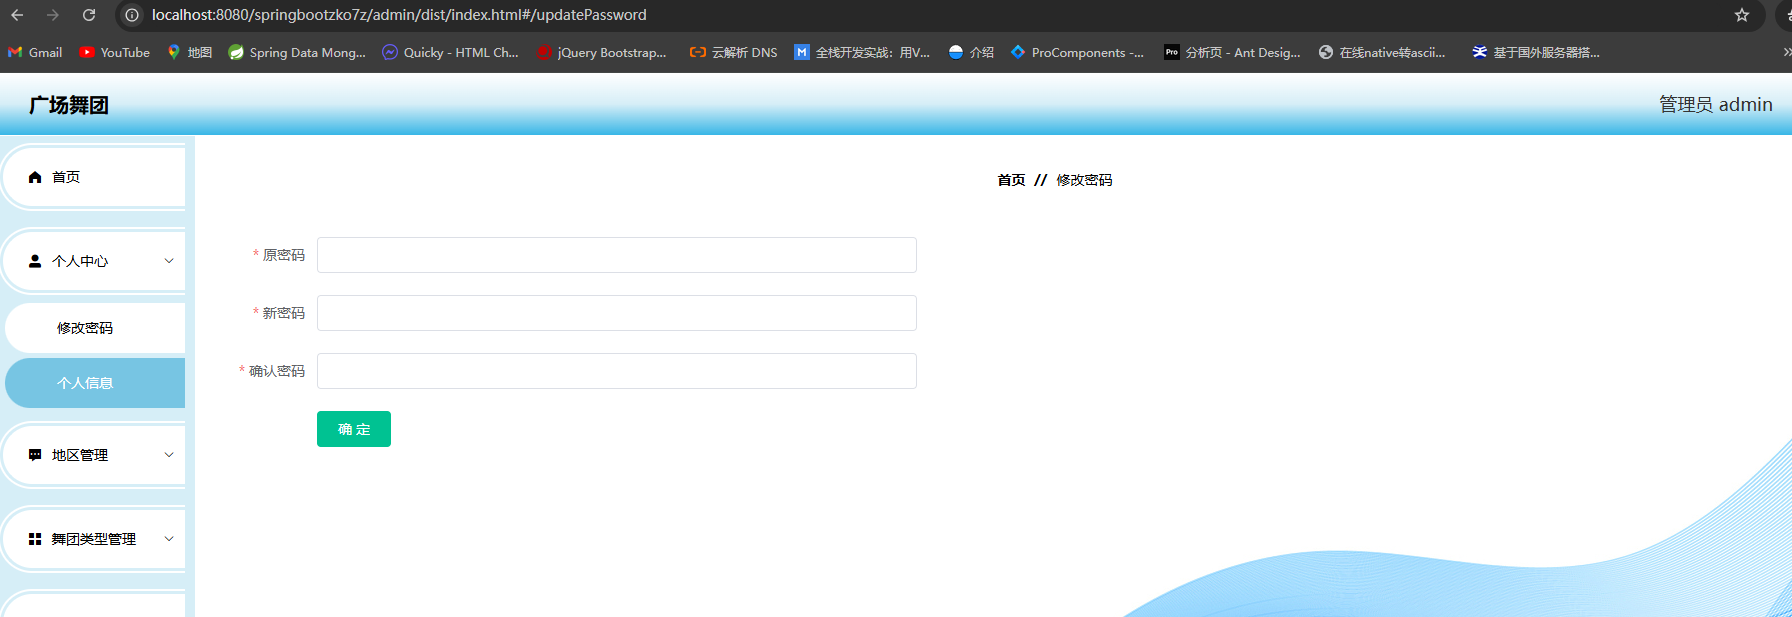 localhost:8080/springbootzko7z/admin/dist/index.html#/updatePassword
Gmail YouTube 地图 Spring Data Mong... Quicky - HTML Ch... jQuery Bootstrap... 云解析 DNS 全栈开发实战：用V... 介绍 ProComponents -... Pro 分析页 - Ant Desig... 在线native转ascii... 基于国外服务器搭...
广场舞团 管理员 admin
首页
首页 // 修改密码
个人中心
修改密码
个人信息
地区管理
舞团类型管理
* 原密码
* 新密码
* 确认密码
确 定